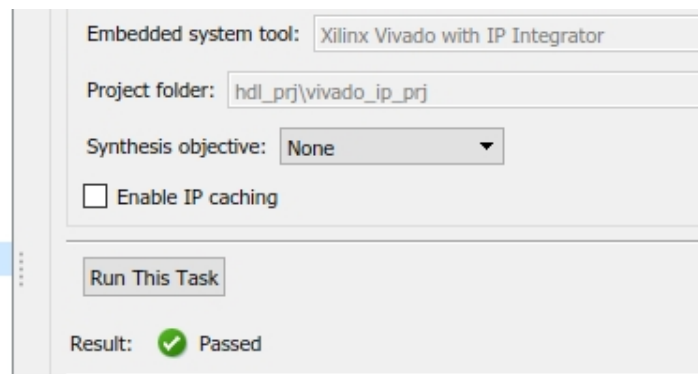 Embedded system tool: Xilinx Vivado with IP Integrator
Project folder: hdl_prj\vivado_ip_prj
Synthesis objective: None
Enable IP caching
Run This Task
Result: Passed